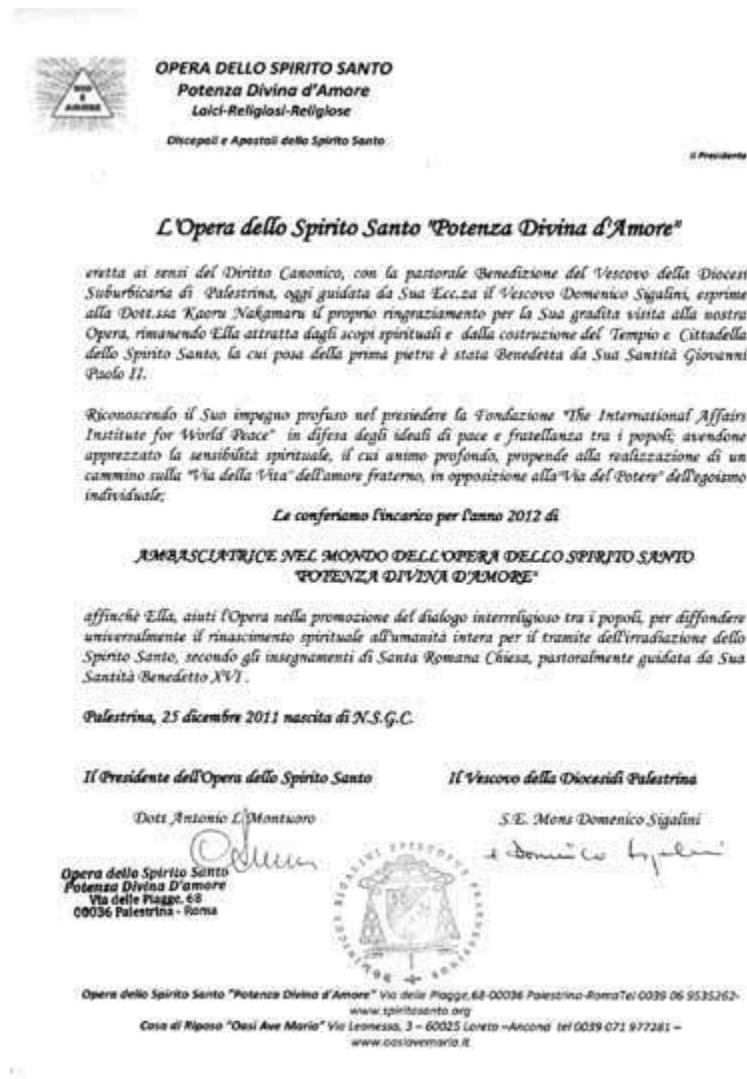 DIO
È
AMORE
OPERA DELLO SPIRITO SANTO
Potenza Divina d'Amore
Laici-Religiosi-Religiose
Discepoli e Apostoli dello Spirito Santo
Il Presidente
L'Opera dello Spirito Santo "Potenza Divina d'Amore"
eretta ai sensi del Diritto Canonico, con la pastorale Benedizione del Vescovo della Diocesi
Suburbicaria di Palestrina, oggi guidata da Sua Ecc.za il Vescovo Domenico Sigalini, esprime
alla Dott.ssa Kaoru Nakamaru il proprio ringraziamento per la Sua gradita visita alla nostra
Opera, rimanendo Ella attratta dagli scopi spirituali e dalla costruzione del Tempio e Cittadella
dello Spirito Santo, la cui posa della prima pietra è stata Benedetta da Sua Santità Giovanni
Paolo II.
Riconoscendo il Suo impegno profuso nel presiedere la Fondazione "The International Affairs
Institute for World Peace" in difesa degli ideali di pace e fratellanza tra i popoli; avendone
apprezzato la sensibilità spirituale, il cui animo profondo, propende alla realizzazione di un
cammino sulla "Via della Vita" dell'amore fraterno, in opposizione alla "Via del Potere" dell'egoismo
individuale;
Le conferiamo l'incarico per l'anno 2012 di
AMBASCIATRICE NEL MONDO DELL'OPERA DELLO SPIRITO SANTO
"POTENZA DIVINA D'AMORE"
affinchè Ella, aiuti l'Opera nella promozione del dialogo interreligioso tra i popoli, per diffondere
universalmente il rinascimento spirituale all'umanità intera per il tramite dell'irradiazione dello
Spirito Santo, secondo gli insegnamenti di Santa Romana Chiesa, pastoralmente guidata da Sua
Santità Benedetto XVI.
Palestrina, 25 dicembre 2011 nascita di N.S.G.C.
Il Presidente dell'Opera dello Spirito Santo
Il Vescovo della Diocesidi Palestrina
Dott Antonio L. Montuoro
S.E. Mons Domenico Sigalini
+ Domenico Sigalini
Opera dello Spirito Santo
Potenza Divina D'amore
Via delle Piagge, 68
00036 Palestrina - Roma
DOMINICUS SIGALINI EPISCOPUS PRAENESTINUS
Opera dello Spirito Santo "Potenza Divina d'Amore" Via delle Piagge,68-00036 Palestrina-RomaTel 0039 06 9535262-
www.spiritosanto.org
Casa di Riposo "Oasi Ave Maria" Via Leonessa, 3 – 60025 Loreto –Ancona tel 0039 071 977281 –
www.oasiavemaria.it